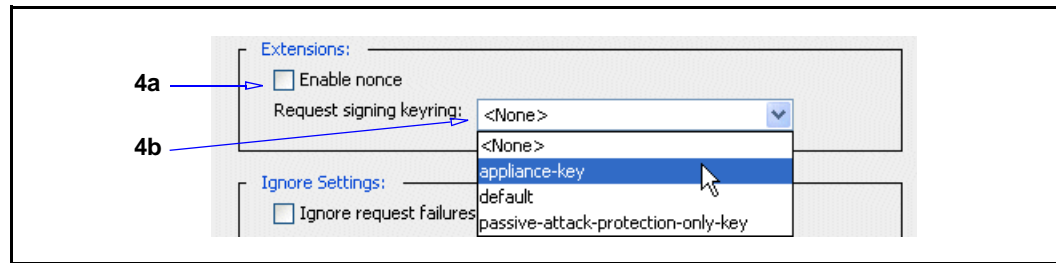 Extensions:
4a
Enable nonce
Request signing keyring:
<None>
4b
<None>
appliance-key
Ignore Settings:
default
Ignore request failures
passive-attack-protection-only-key